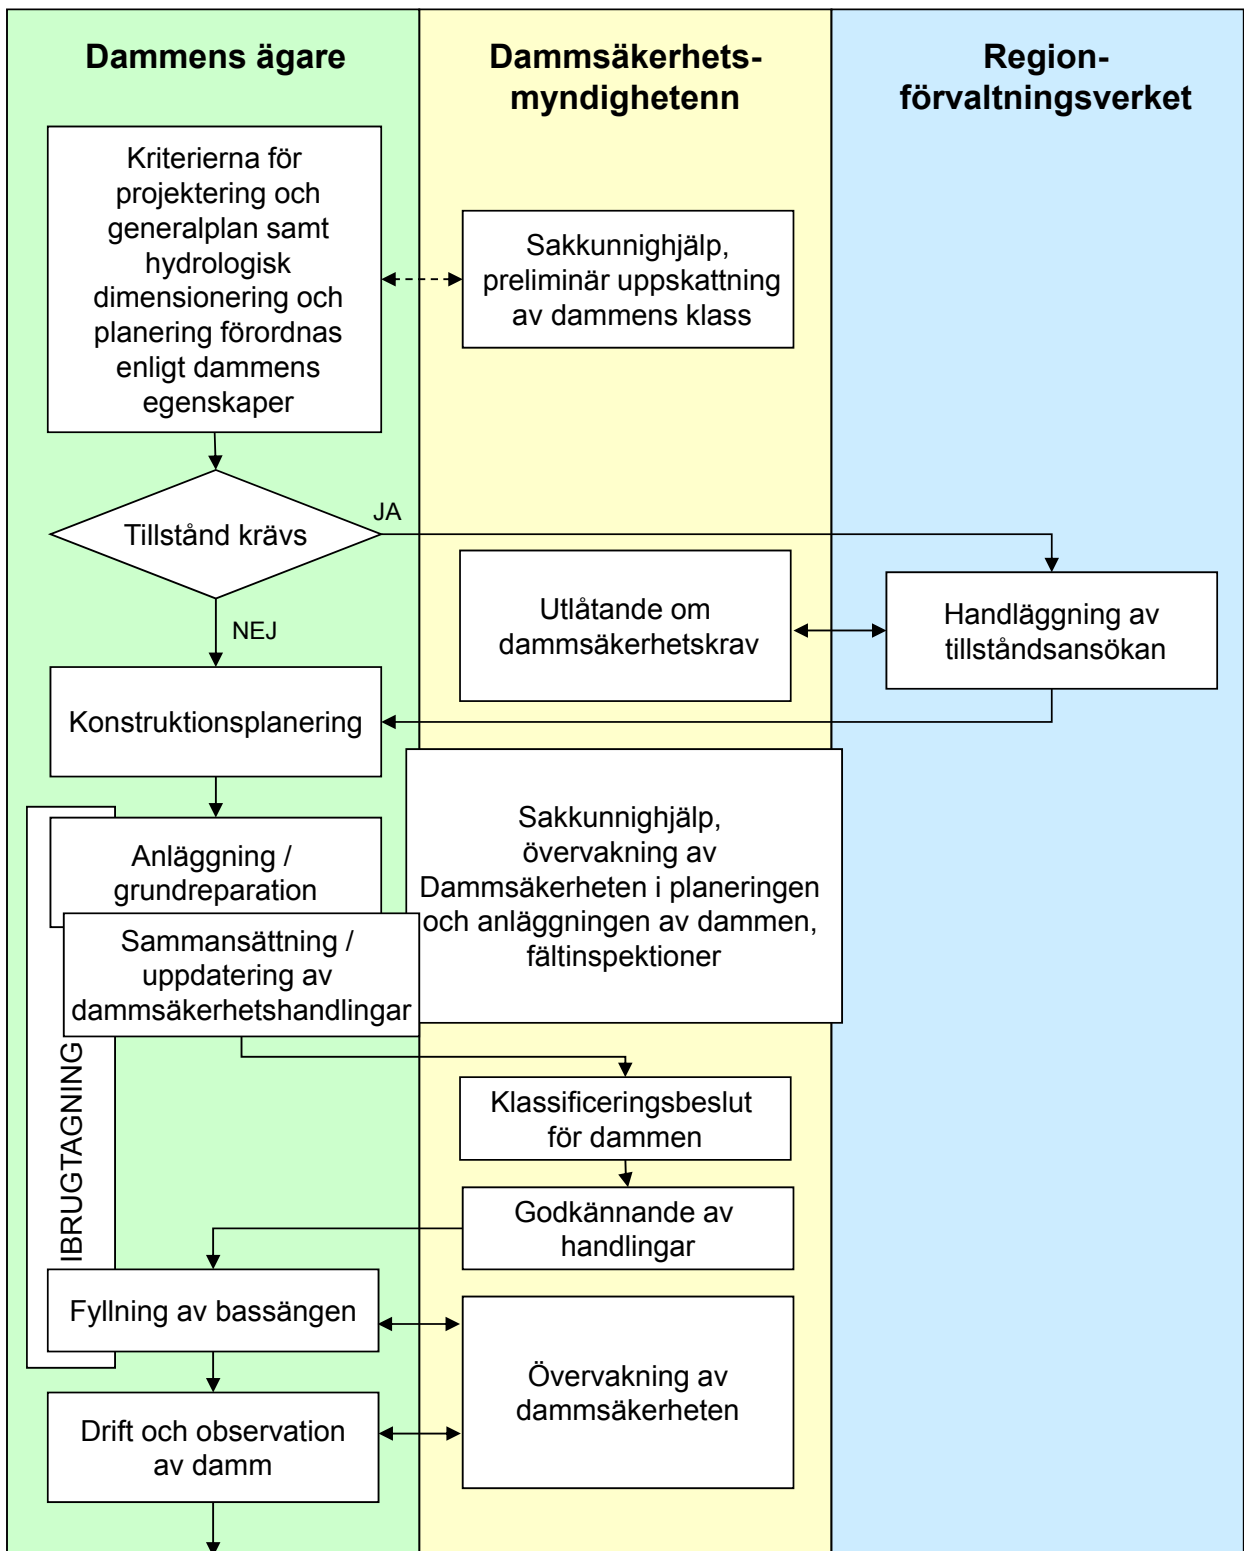 Dammens ägare
Dammsäkerhets-
myndighetenn
Region-
förvaltningsverket
Kriterierna för
projektering och
generalplan samt
hydrologisk
dimensionering och
planering förordnas
enligt dammens
egenskaper
Sakkunnighjälp,
preliminär uppskattning
av dammens klass
Tillstånd krävs
JA
NEJ
Utlåtande om
dammsäkerhetskrav
Handläggning av
tillståndsansökan
Konstruktionsplanering
Anläggning /
grundreparation
Sammansättning /
uppdatering av
dammsäkerhetshandlingar
Sakkunnighjälp,
övervakning av
Dammsäkerheten i planeringen
och anläggningen av dammen,
fältinspektioner
IBRUGTAGNING
Klassificeringsbeslut
för dammen
Godkännande av
handlingar
Fyllning av bassängen
Övervakning av
dammsäkerheten
Drift och observation
av damm